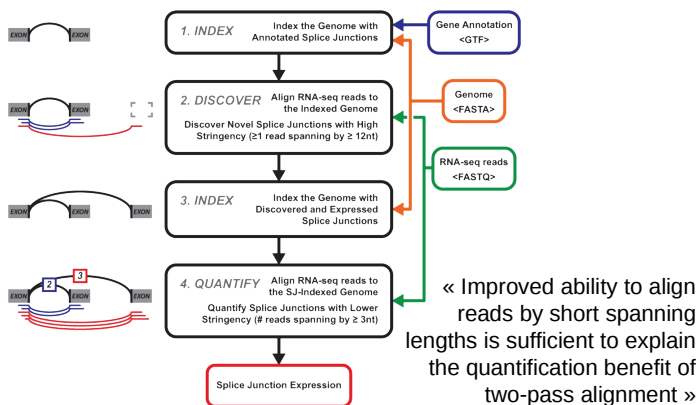 1. INDEX
Index the Genome with
Annotated Splice Junctions
Gene Annotation
<GTF>
EXON EXON
2. DISCOVER
Align RNA-seq reads to
the Indexed Genome
Discover Novel Splice Junctions with High
Stringency (≥1 read spanning by ≥ 12nt)
Genome
<FASTA>
EXON EXON
RNA-seq reads
<FASTQ>
3. INDEX
Index the Genome with
Discovered and Expressed
Splice Junctions
EXON EXON EXON
4. QUANTIFY
Align RNA-seq reads to
the SJ-Indexed Genome
Quantify Splice Junctions with Lower
Stringency (# reads spanning by ≥ 3nt)
3
2
EXON EXON EXON
Splice Junction Expression
« Improved ability to align
reads by short spanning
lengths is sufficient to explain
the quantification benefit of
two-pass alignment »